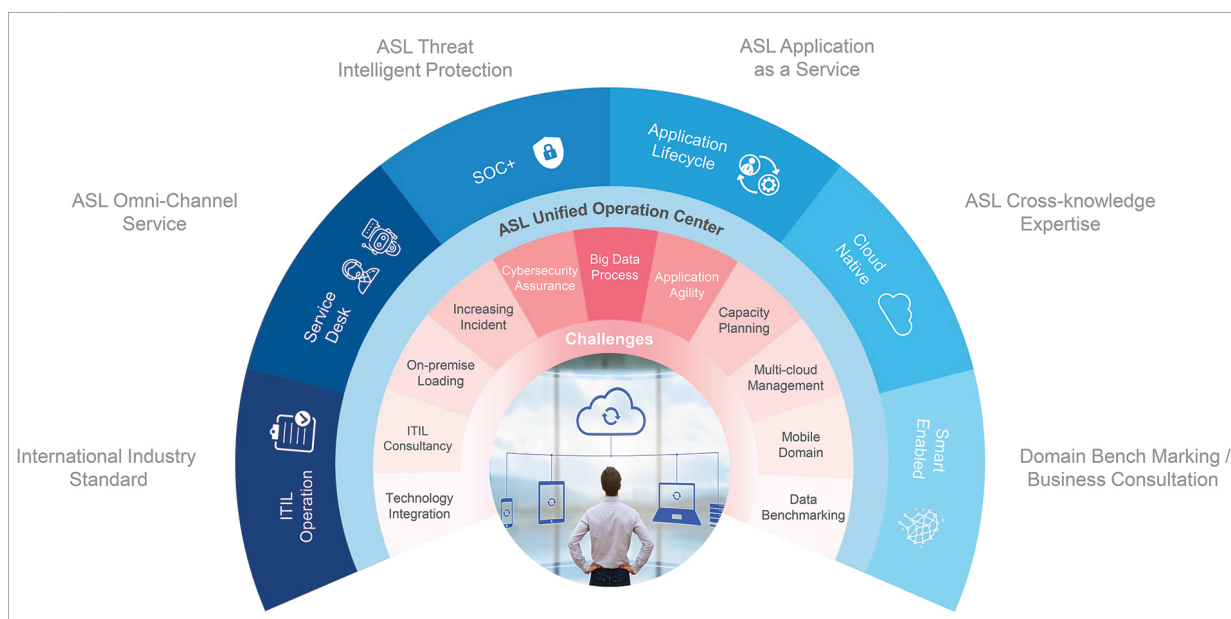 ASL Threat
Intelligent Protection
ASL Application
as a Service
ASL Omni-Channel
Service
ASL Cross-knowledge
Expertise
International Industry
Standard
Domain Bench Marking /
Business Consultation
ITIL
Operation
Service
Desk
SOC+
Application
Lifecycle
Cloud
Native
Smart
Enabled
ASL Unified Operation Center
Technology
Integration
ITIL
Consultancy
On-premise
Loading
Increasing
Incident
Cybersecurity
Assurance
Big Data
Process
Application
Agility
Capacity
Planning
Multi-cloud
Management
Mobile
Domain
Data
Benchmarking
Challenges